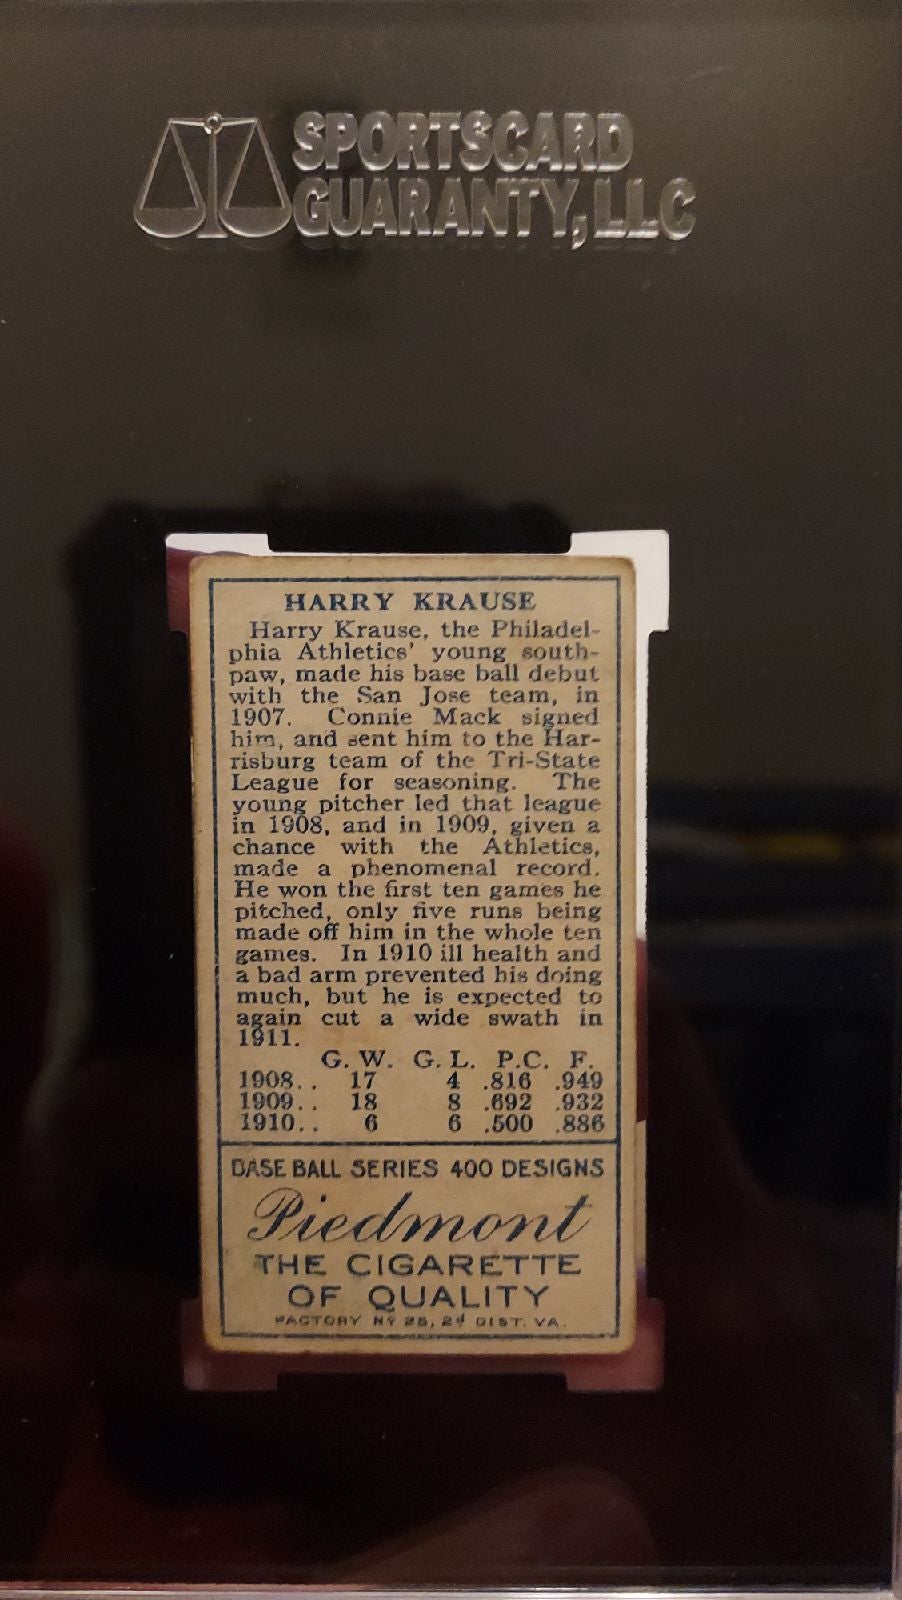 SPORTSCARD
GUARANTY, LLC
HARRY KRAUSE
Harry Krause, the Philadel-
phia Athletics' young south-
paw, made his base ball debut
with the San Jose team, in
1907. Connie Mack signed
him, and sent him to the Har-
risburg team of the Tri-State
League for seasoning. The
young pitcher led that league
in 1908, and in 1909, given a
chance with the Athletics,
made a phenomenal record.
He won the first ten games he
pitched, only five runs being
made off him in the whole ten
games. In 1910 ill health and
a bad arm prevented his doing
much, but he is expected to
again cut a wide swath in
1911.
G. W. G. L. P.C. F.
1908.. 17 4 .816 .949
1909.. 18 8 .692 .932
1910.. 6 6 .500 .886
BASE BALL SERIES 400 DESIGNS
Piedmont
THE CIGARETTE
OF QUALITY
FACTORY Nº 25, 2d DIST. VA.